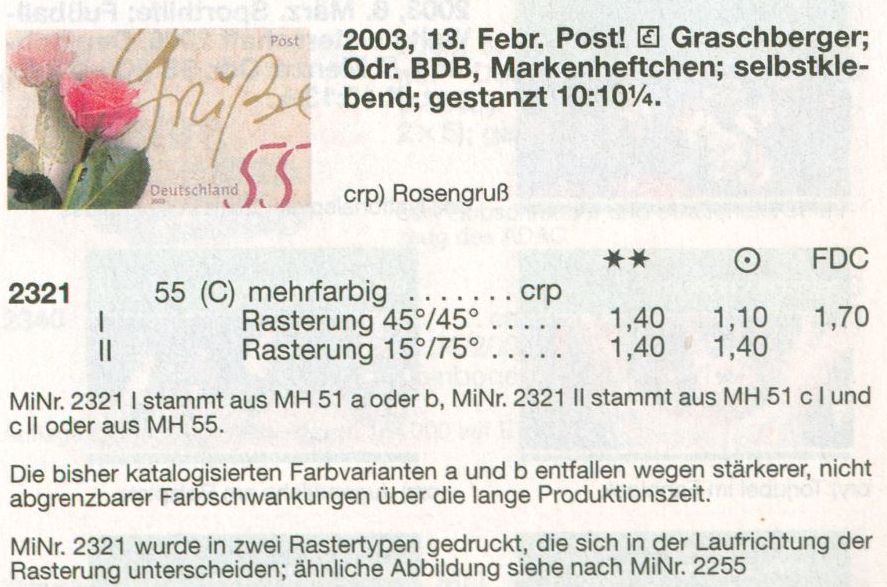 Post
Grüße
Deutschland
2003
55
2003, 13. Febr. Post! Graschberger;
Odr. BDB, Markenheftchen; selbstkle-
bend; gestanzt 10:10¼.
crp) Rosengruß
★★ ⊙ FDC
2321 55 (C) mehrfarbig . . . . . . . crp
I Rasterung 45°/45° . . . . . 1,40 1,10 1,70
II Rasterung 15°/75° . . . . . 1,40 1,40
MiNr. 2321 I stammt aus MH 51 a oder b, MiNr. 2321 II stammt aus MH 51 c I und
c II oder aus MH 55.
Die bisher katalogisierten Farbvarianten a und b entfallen wegen stärkerer, nicht
abgrenzbarer Farbschwankungen über die lange Produktionszeit.
MiNr. 2321 wurde in zwei Rastertypen gedruckt, die sich in der Laufrichtung der
Rasterung unterscheiden; ähnliche Abbildung siehe nach MiNr. 2255